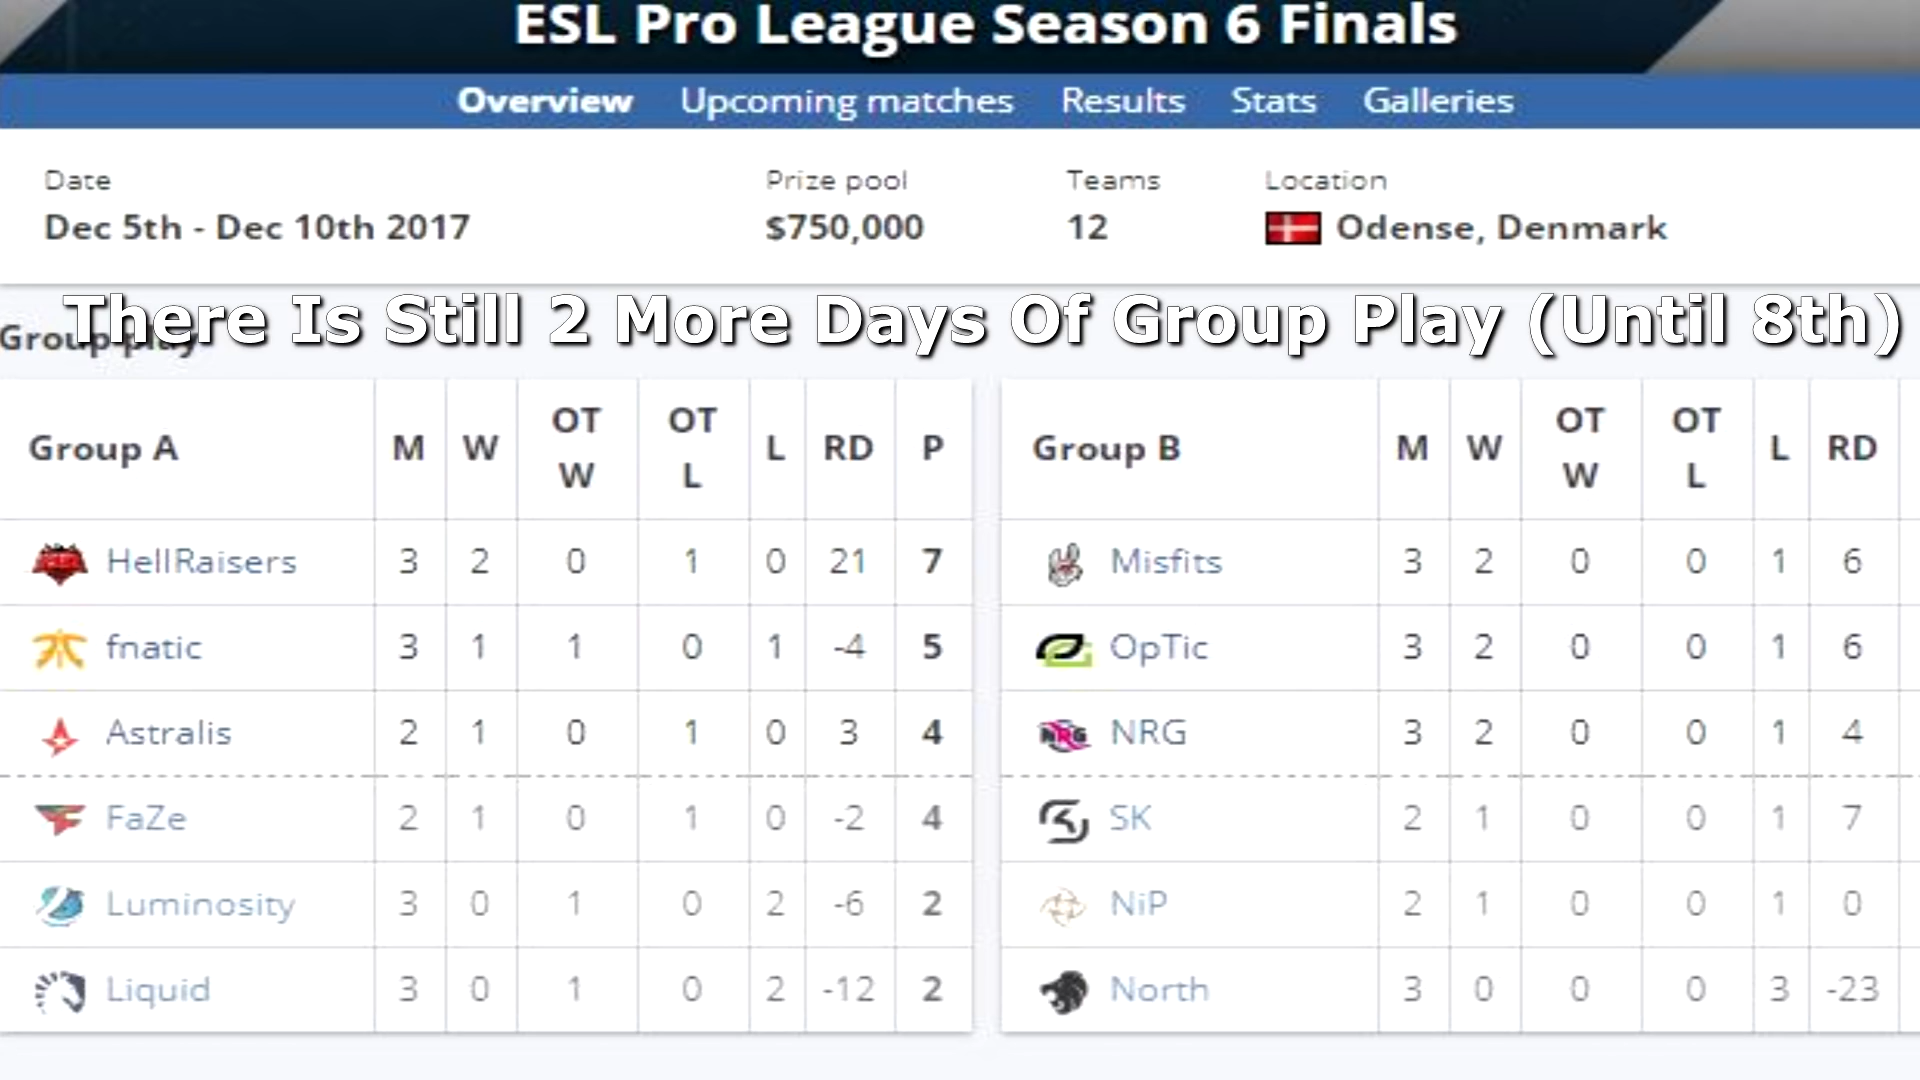 ESL Pro League Season 6 Finals
Overview Upcoming matches Results Stats Galleries
Date Prize pool Teams Location
Dec 5th - Dec 10th 2017 $750,000 12 Odense, Denmark
There Is Still 2 More Days Of Group Play (Until 8th)
Group play
Group A M W OT W OT L L RD P
HellRaisers 3 2 0 1 0 21 7
fnatic 3 1 1 0 1 -4 5
Astralis 2 1 0 1 0 3 4
FaZe 2 1 0 1 0 -2 4
Luminosity 3 0 1 0 2 -6 2
Liquid 3 0 1 0 2 -12 2
Group B M W OT W OT L L RD
Misfits 3 2 0 0 1 6
OpTic 3 2 0 0 1 6
NRG NRG 3 2 0 0 1 4
SK 2 1 0 0 1 7
NiP 2 1 0 0 1 0
North 3 0 0 0 3 -23